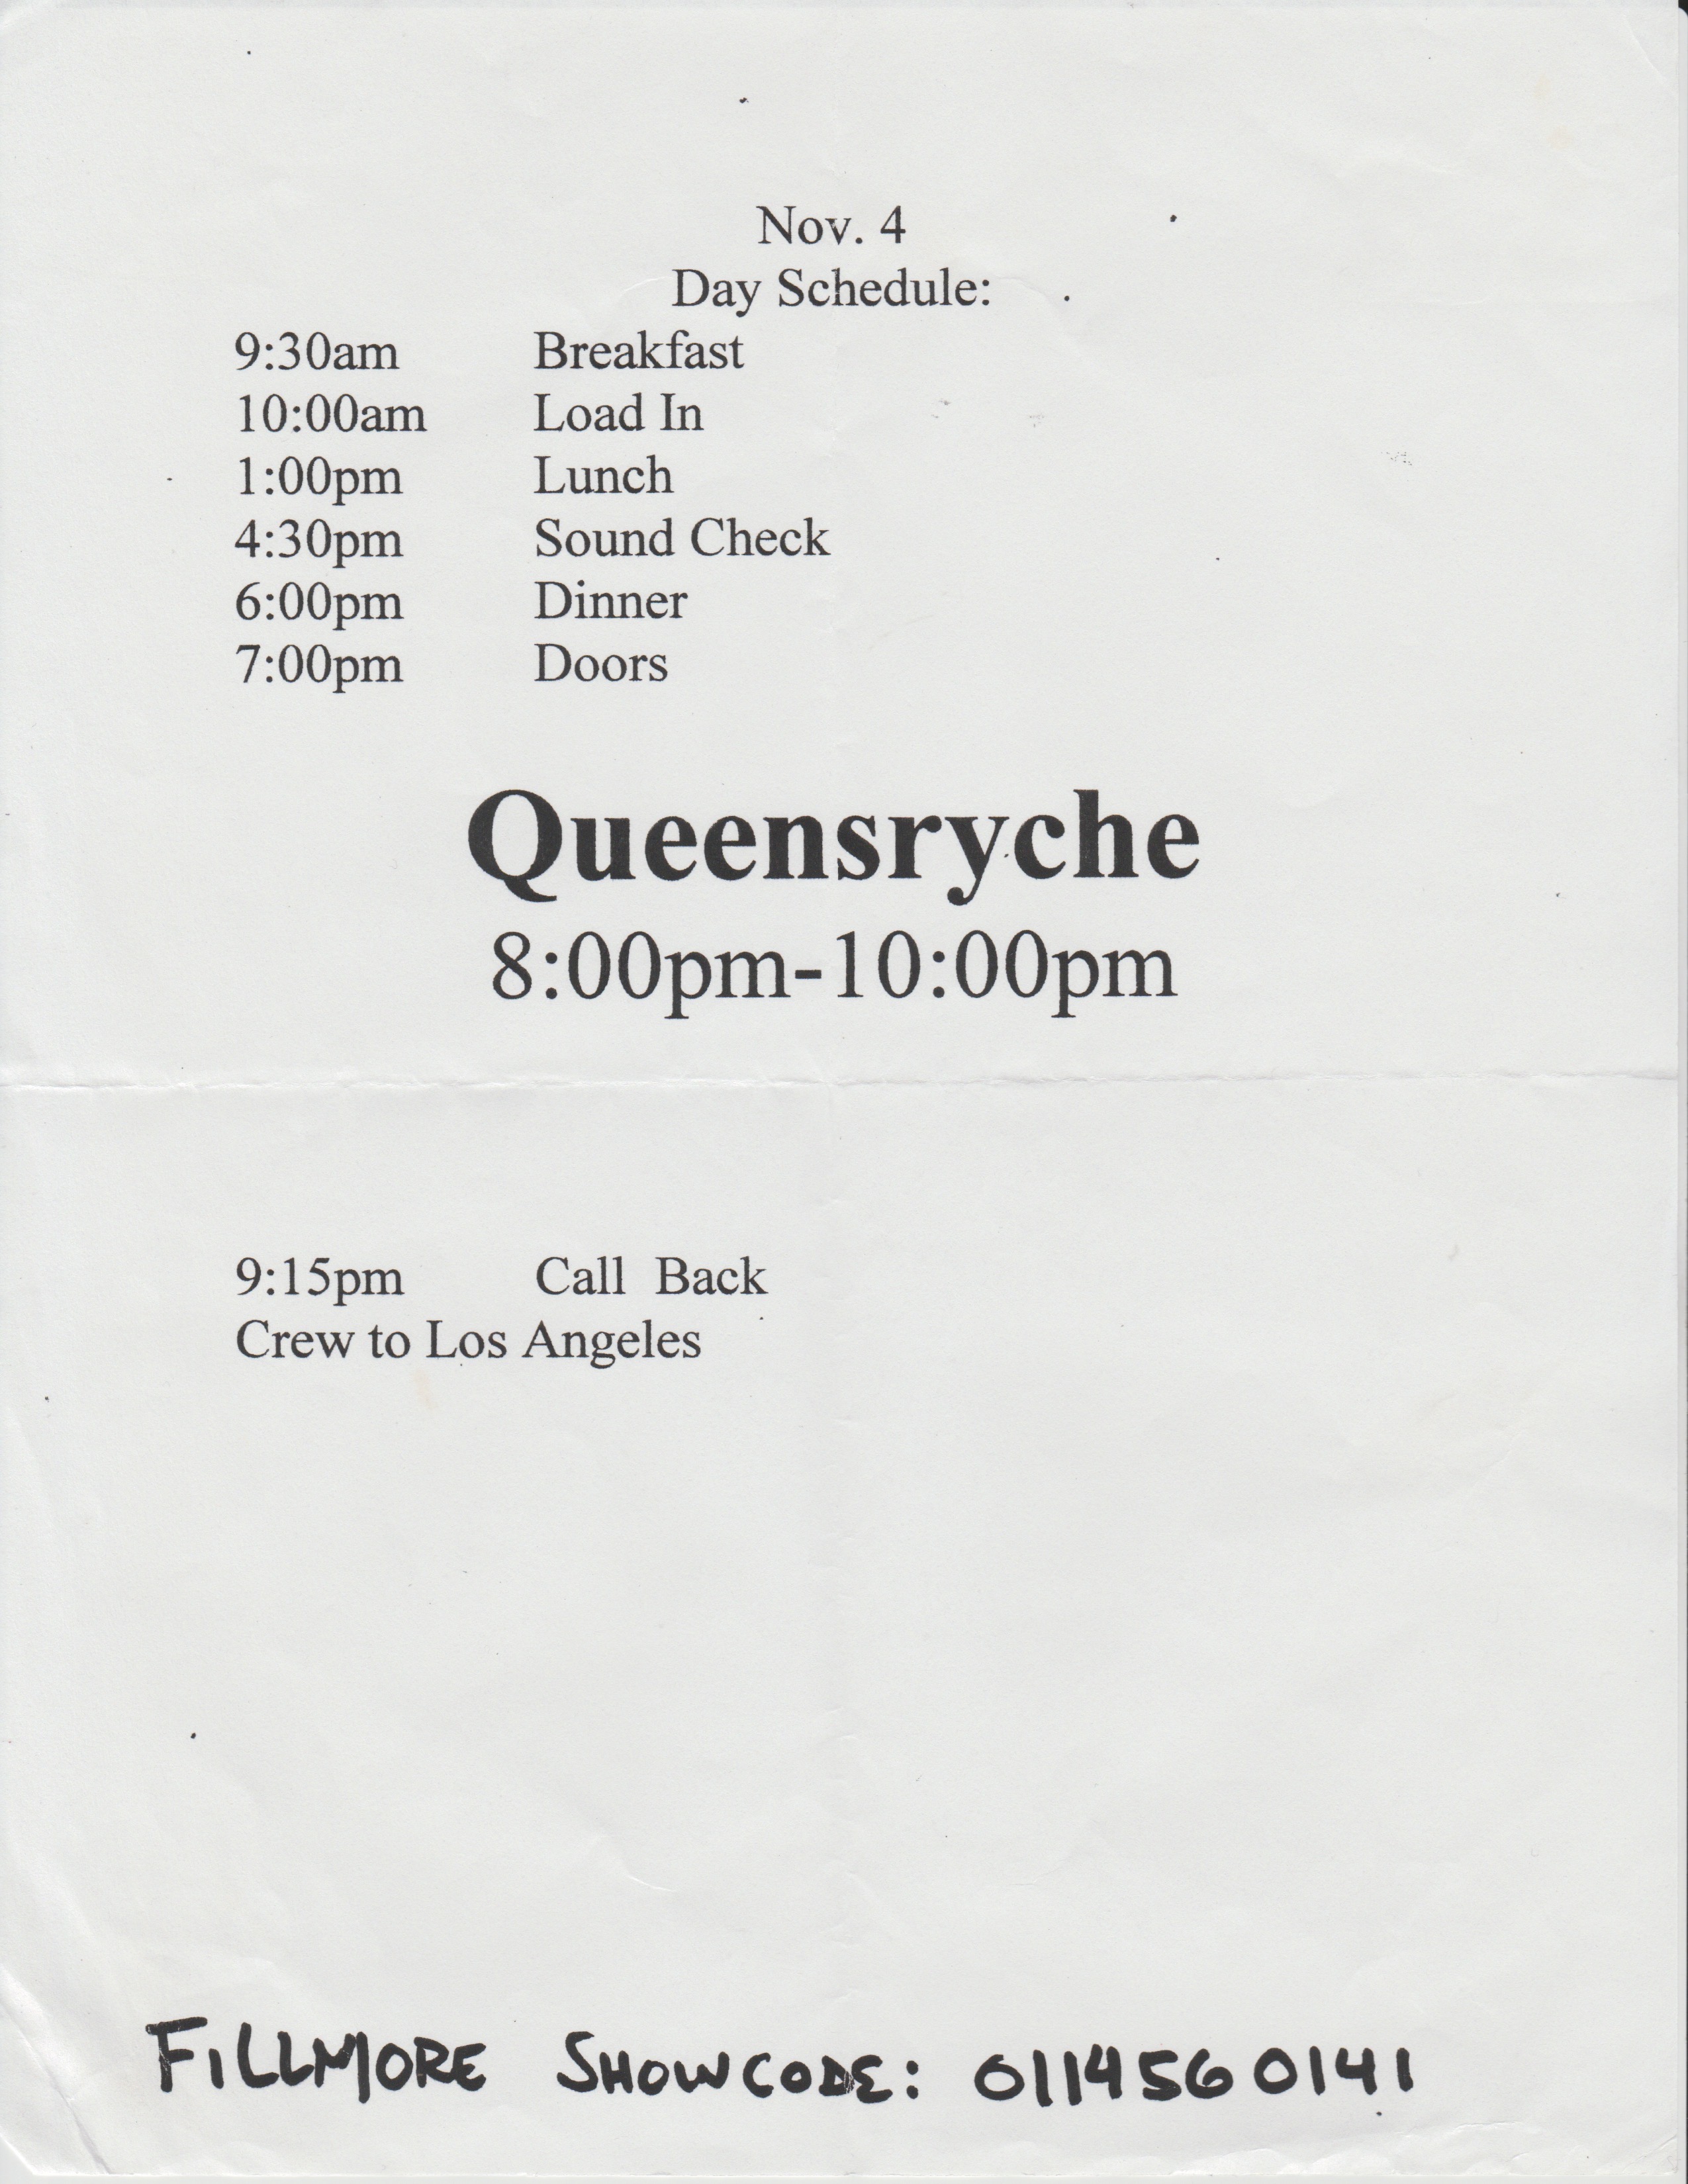 Nov. 4
Day Schedule:
9:30am Breakfast
10:00am Load In
1:00pm Lunch
4:30pm Sound Check
6:00pm Dinner
7:00pm Doors
Queensryche
8:00pm-10:00pm
9:15pm Call Back
Crew to Los Angeles
FILLMORE SHOWCODE: 0114560141